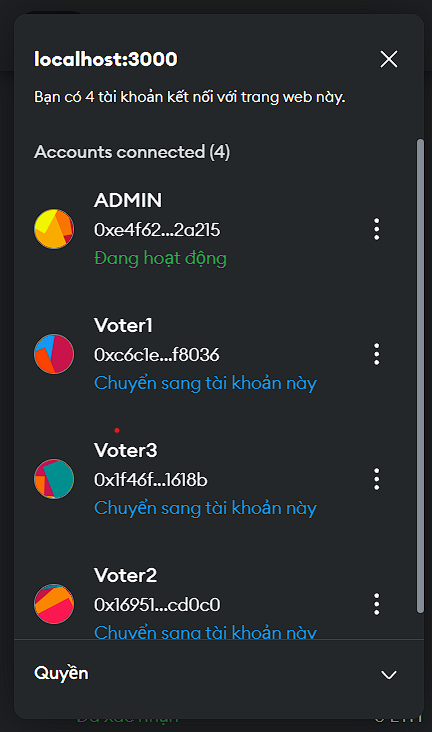 localhost:3000
Bạn có 4 tài khoản kết nối với trang web này.
Accounts connected (4)
ADMIN
0xe4f62...2a215
Đang hoạt động
Voter1
0xc6c1e...f8036
Chuyển sang tài khoản này
Voter3
0x1f46f...1618b
Chuyển sang tài khoản này
Voter2
0x16951...cd0c0
Chuyển sang tài khoản này
Quyền